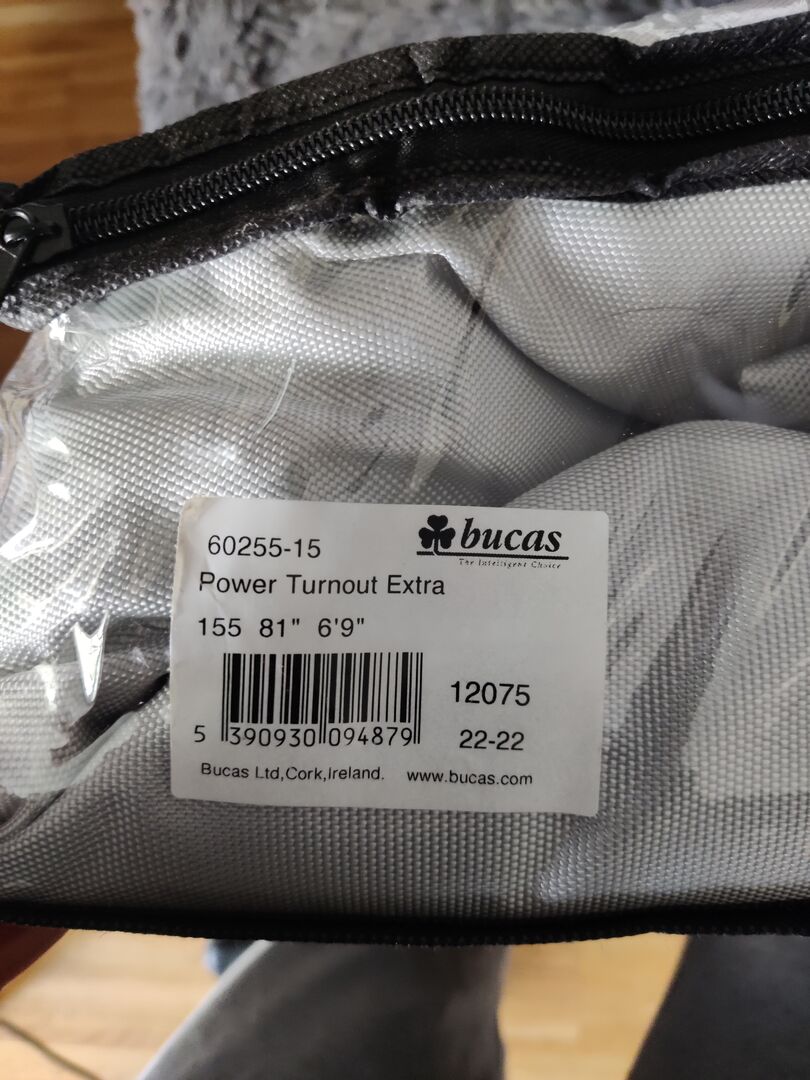 60255-15
bucas
The Intelligent Choice
Power Turnout Extra
155 81" 6'9"
12075
5 390930 094879
22-22
Bucas Ltd,Cork,Ireland. www.bucas.com